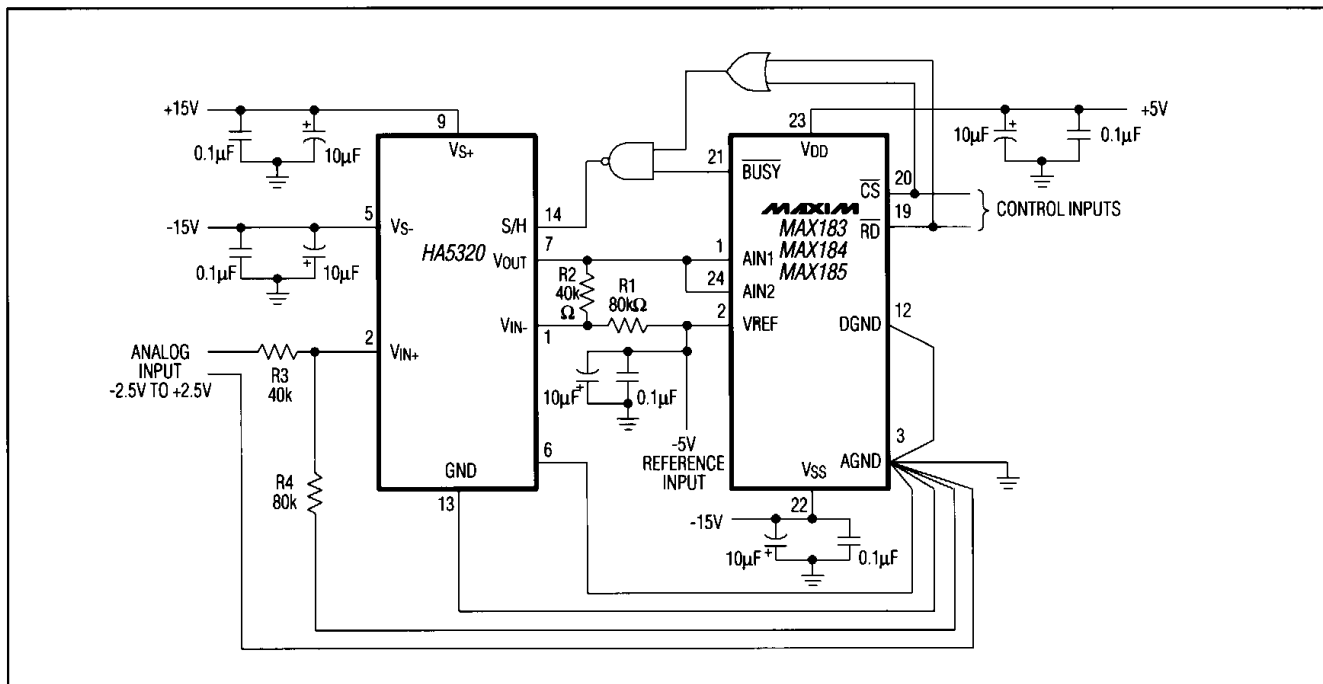 +15V
0.1µF
+
10µF
9
VS+
-15V
0.1µF
+
10µF
5
VS-
HA5320
S/H
14
VOUT
7
VIN-
1
2
VIN+
GND
13
6
ANALOG
INPUT
-2.5V TO +2.5V
R3
40k
R4
80k
R2
40k
Ω
R1
80kΩ
10µF
+
0.1µF
-5V
REFERENCE
INPUT
23
VDD
21
BUSY
MAXIM
MAX183
MAX184
MAX185
1
AIN1
24
AIN2
2
VREF
CS
20
RD
19
CONTROL INPUTS
+5V
10µF
+
0.1µF
DGND
12
AGND
3
VSS
22
-15V
10µF
+
0.1µF